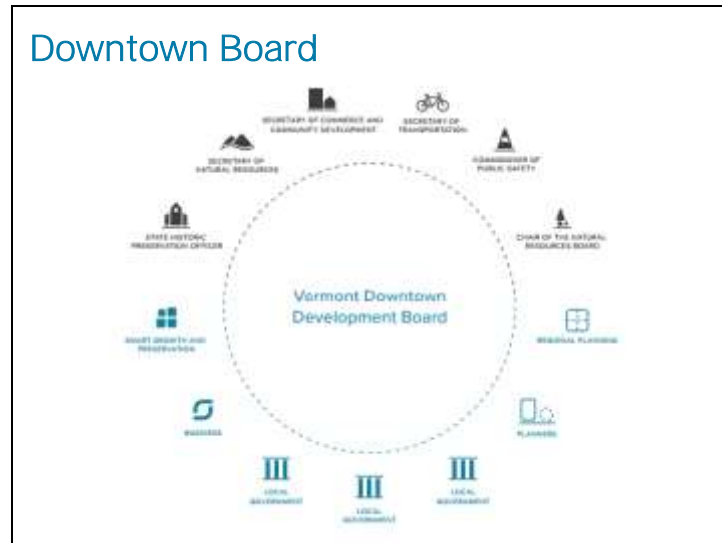 Downtown Board
SECRETARY OF COMMERCE AND
COMMUNITY DEVELOPMENT
SECRETARY OF
TRANSPORTATION
SECRETARY OF
NATURAL RESOURCES
COMMISSIONER OF
PUBLIC SAFETY
STATE HISTORIC
PRESERVATION OFFICER
CHAIR OF THE NATURAL
RESOURCES BOARD
Vermont Downtown
Development Board
SMART GROWTH AND
PRESERVATION
REGIONAL PLANNING
BUSINESS
PLANNERS
LOCAL
GOVERNMENT
LOCAL
GOVERNMENT
LOCAL
GOVERNMENT